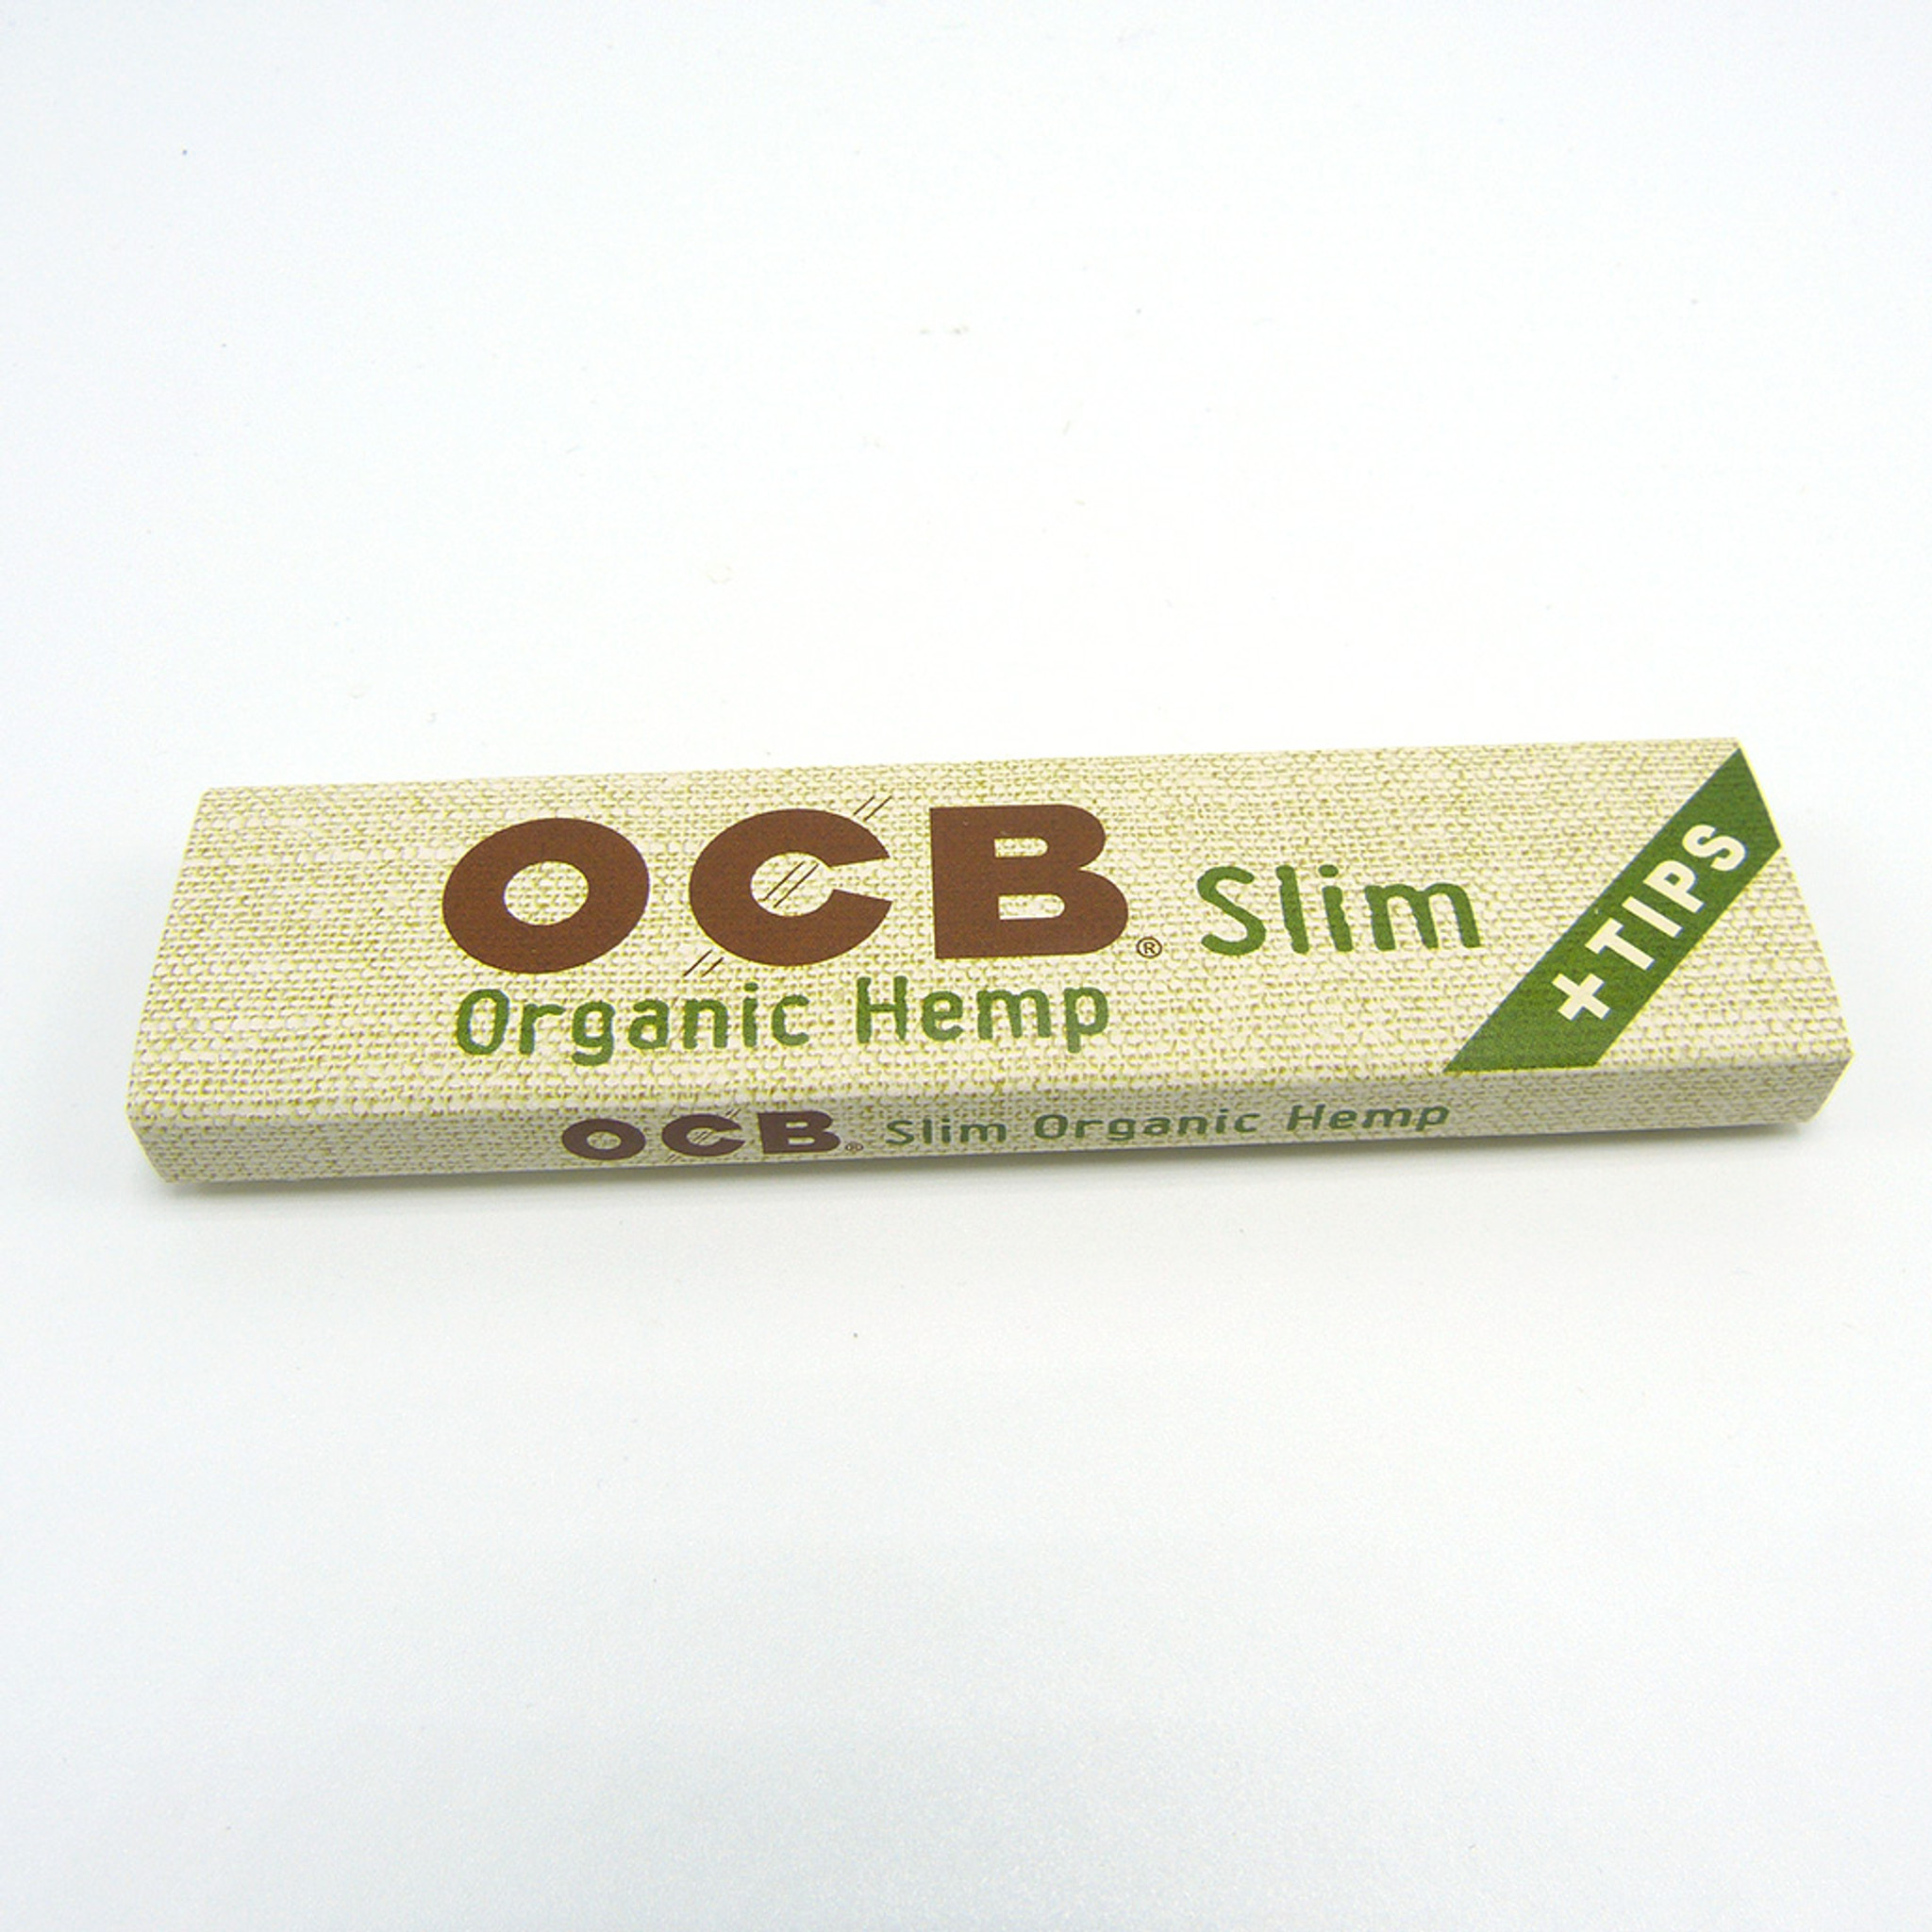 OCB® Slim
Organic Hemp
+ TIPS
OCB® Slim Organic Hemp